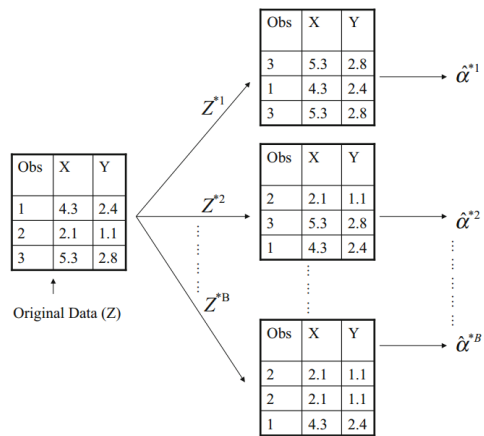 Obs X Y
3 5.3 2.8
1 4.3 2.4
3 5.3 2.8
α̂*1
Z*1
Obs X Y
1 4.3 2.4
2 2.1 1.1
3 5.3 2.8
Original Data (Z)
Z*2
Obs X Y
2 2.1 1.1
3 5.3 2.8
1 4.3 2.4
α̂*2
Z*B
Obs X Y
2 2.1 1.1
2 2.1 1.1
1 4.3 2.4
α̂*B